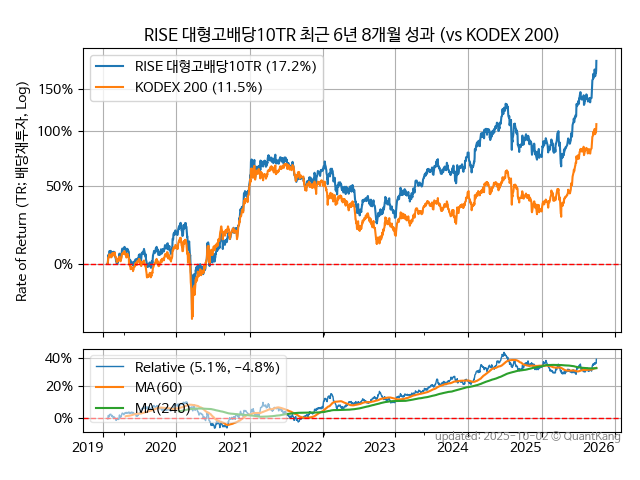 RISE 대형고배당10TR 최근 6년 8개월 성과 (vs KODEX 200)
Rate of Return (TR: 배당재투자, Log)
RISE 대형고배당10TR (17.2%)
KODEX 200 (11.5%)
150%
100%
50%
0%
Relative (5.1%, −4.8%)
MA(60)
MA(240)
40%
20%
0%
2019 2020 2021 2022 2023 2024 2025 2026
updated: 2025-10-02 © QuantKang